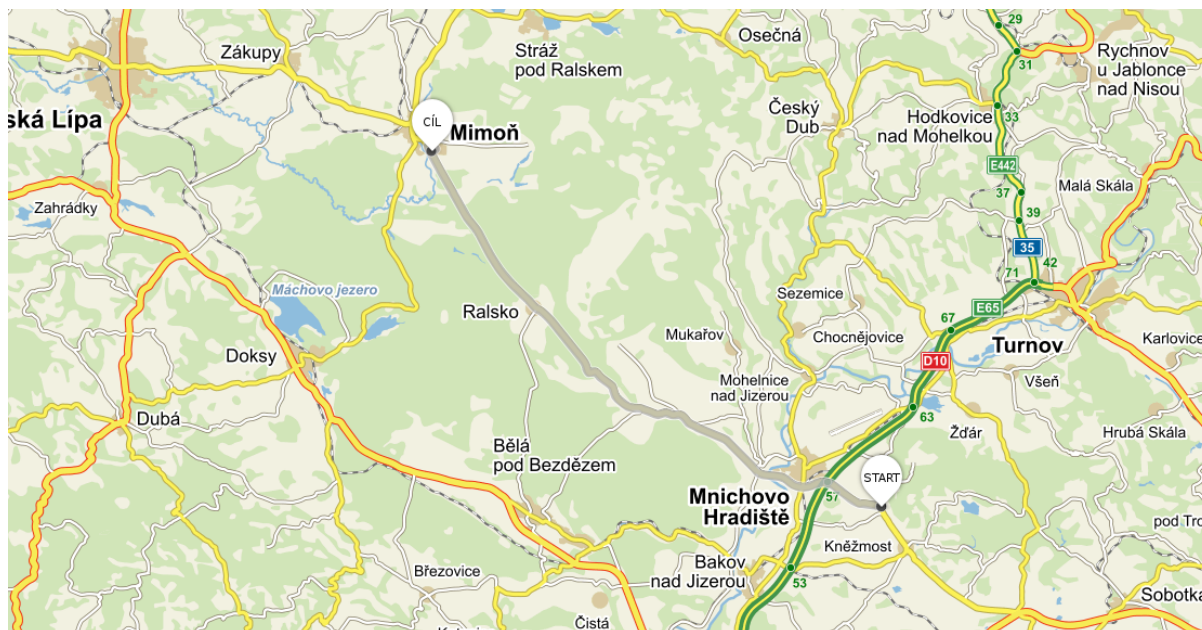 29
Osečná
Rychnov
u Jablonce
nad Nisou
Zákupy
Stráž
pod Ralskem
31
Český
Dub
Hodkovice
nad Mohelkou
33
ská Lípa
CÍL
Mimoň
E442
37
Malá Skála
Zahrádky
39
35
42
71
Máchovo jezero
Sezemice
E65
Ralsko
67
Mukařov
Chocnějovice
Turnov
Karlovice
Doksy
D10
Všeň
Mohelnice
nad Jizerou
Dubá
63
Žďár
Hrubá Skála
Bělá
pod Bezdězem
START
Mnichovo
Hradiště
57
pod Tro
Kněžmost
Bakov
nad Jizerou
Březovice
53
Sobotka
Čistá